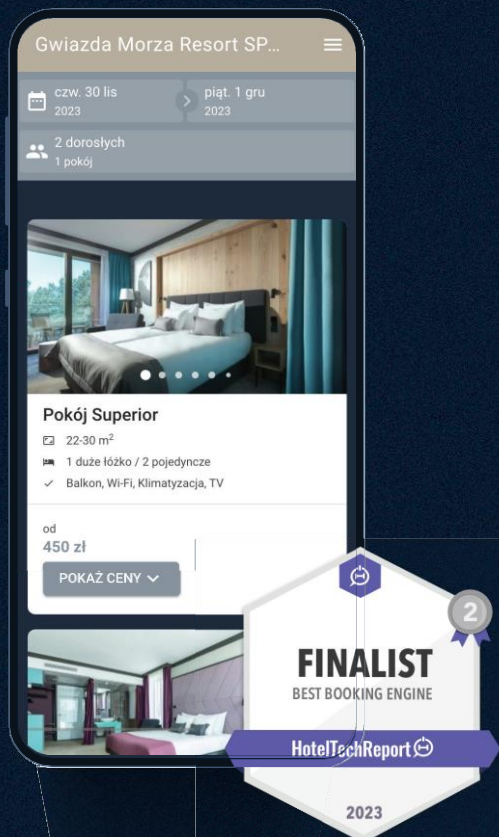 Gwiazda Morza Resort SP...
czw. 30 lis
2023
piąt. 1 gru
2023
2 dorosłych
1 pokój
Pokój Superior
22-30 m²
1 duże łóżko / 2 pojedyncze
Balkon, Wi-Fi, Klimatyzacja, TV
od
450 zł
POKAŻ CENY
2
FINALIST
BEST BOOKING ENGINE
HotelTechReport
2023